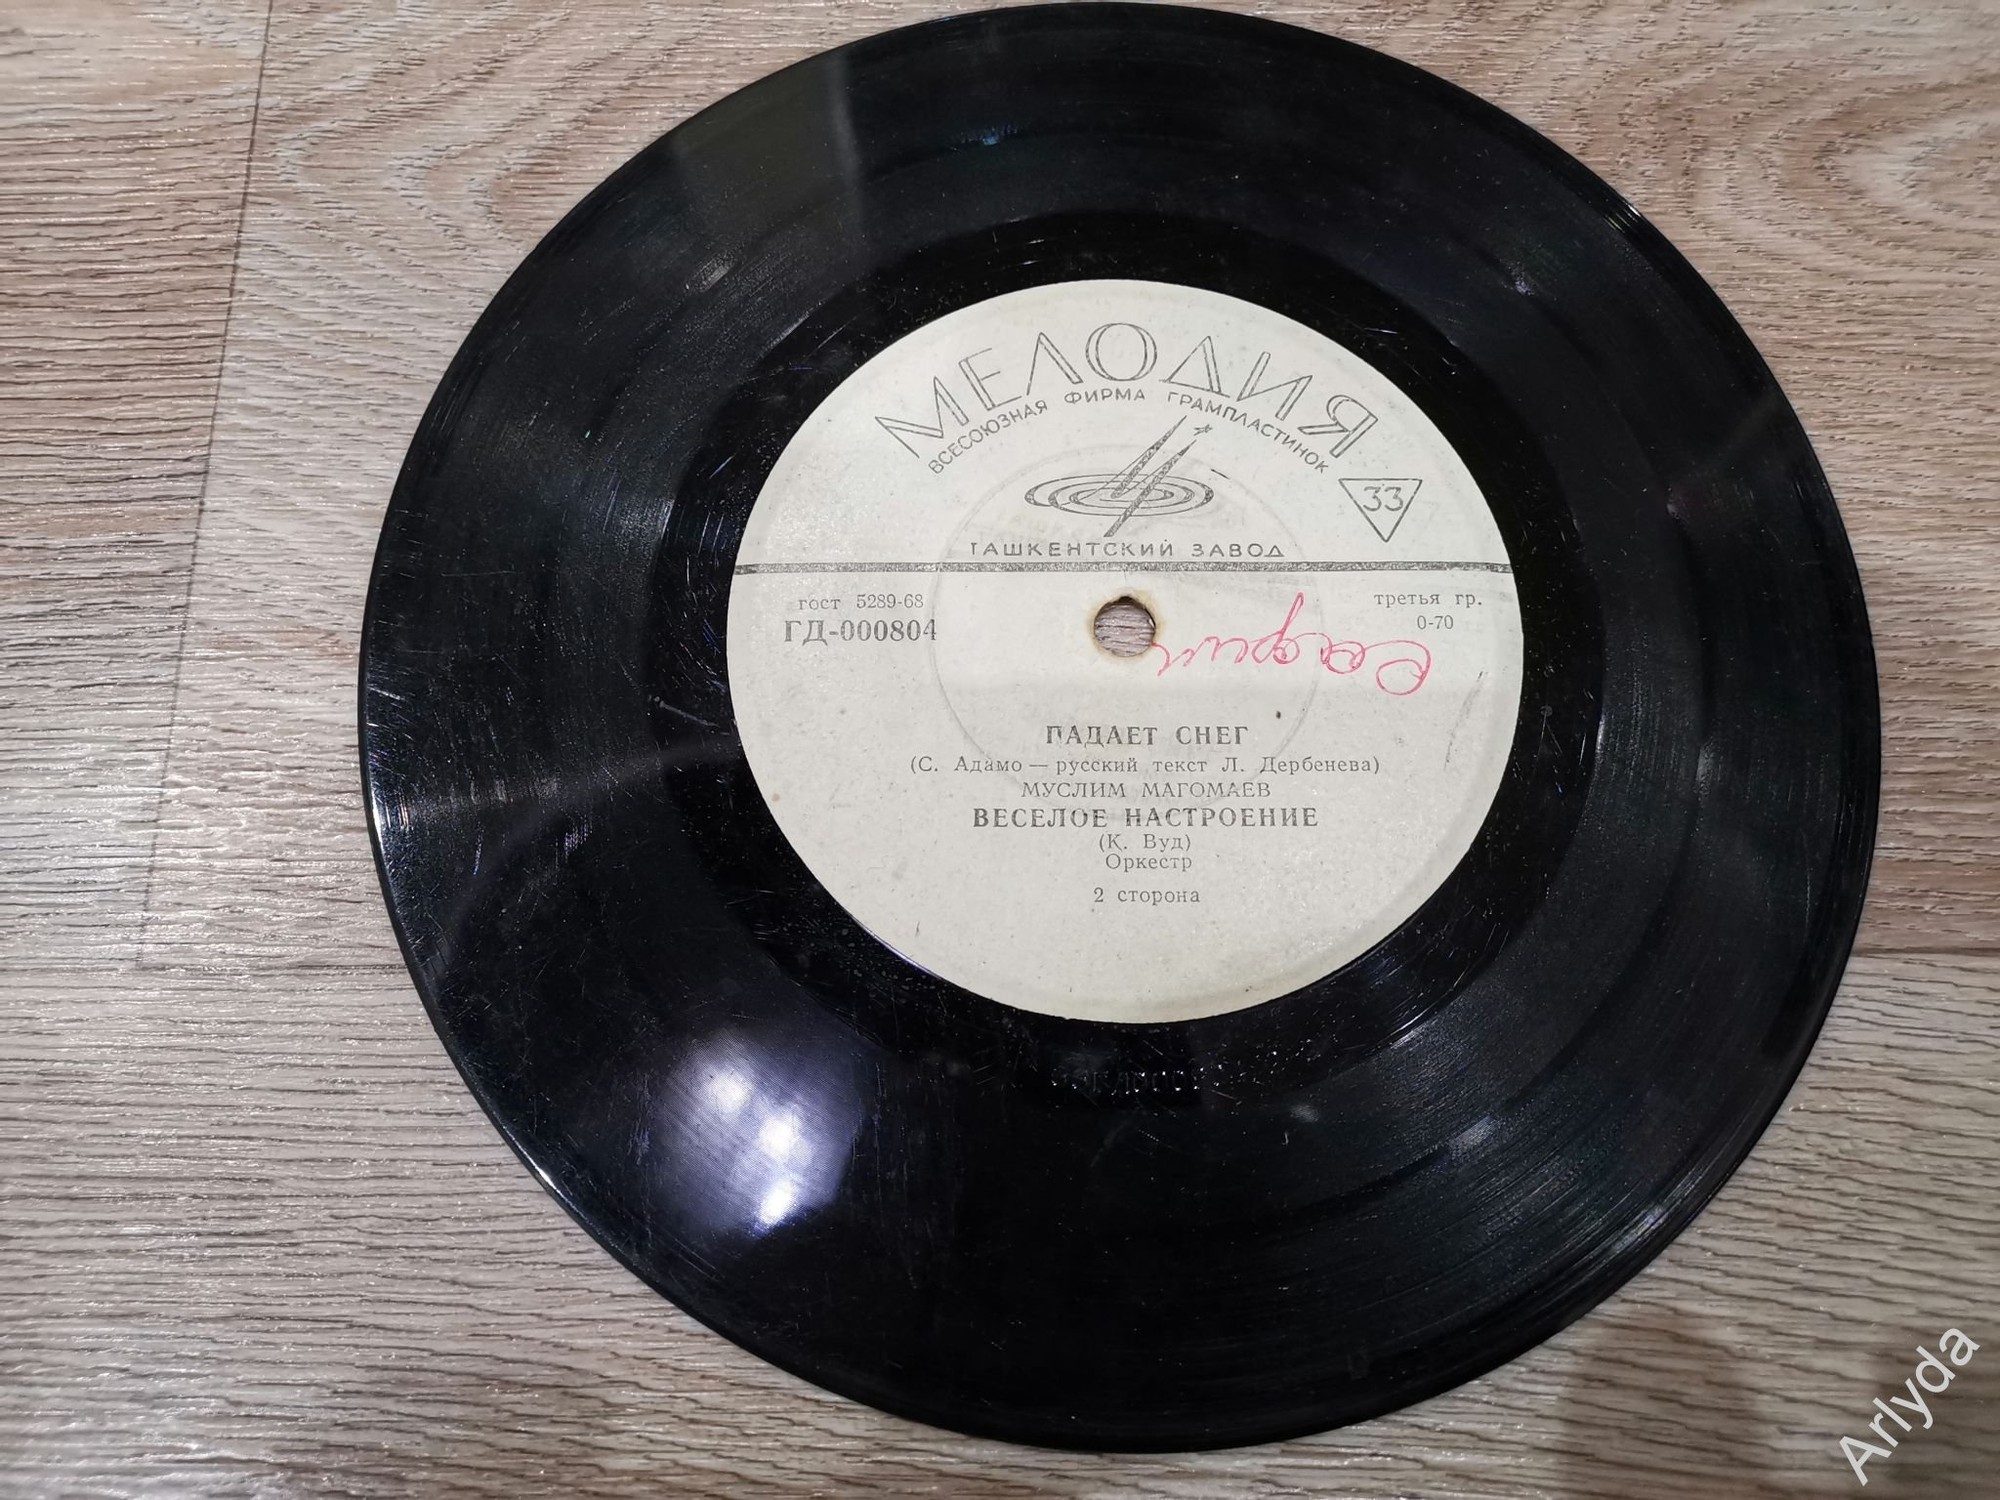 МЕЛОДИЯ
ВСЕСОЮЗНАЯ ФИРМА ГРАМПЛАСТИНОК
33
ТАШКЕНТСКИЙ ЗАВОД
гост 5289-68
ГД-000804
третья гр.
0-70
ПАДАЕТ СНЕГ
(С. Адамо — русский текст Л. Дербенева)
МУСЛИМ МАГОМАЕВ
ВЕСЕЛОЕ НАСТРОЕНИЕ
(К. Вуд)
Оркестр
2 сторона
Arlyda